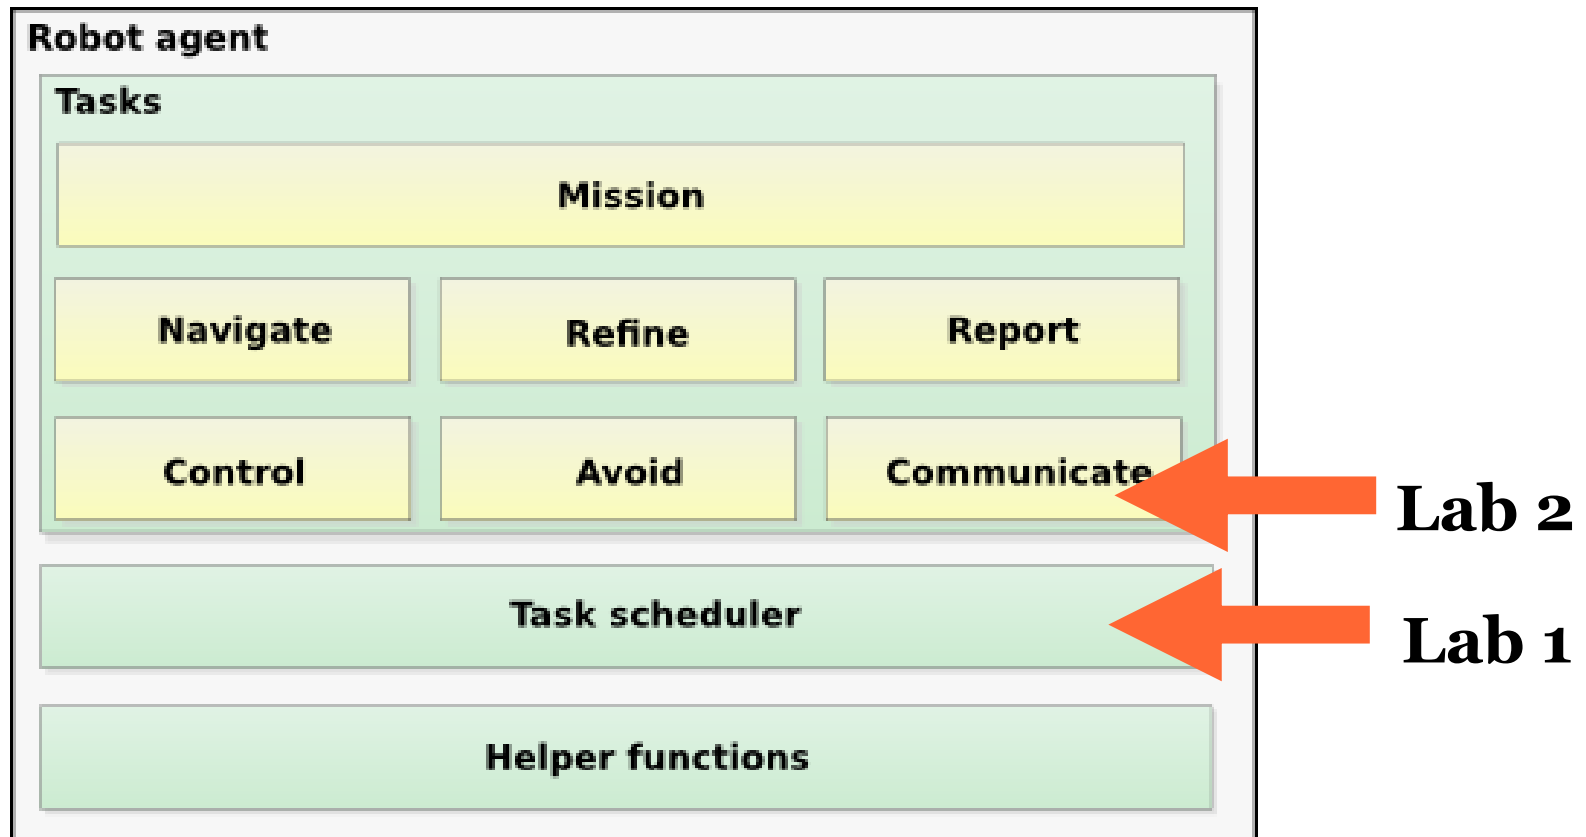 Robot agent
Tasks
Mission
Navigate
Refine
Report
Control
Avoid
Communicate
Lab 2
Task scheduler
Lab 1
Helper functions